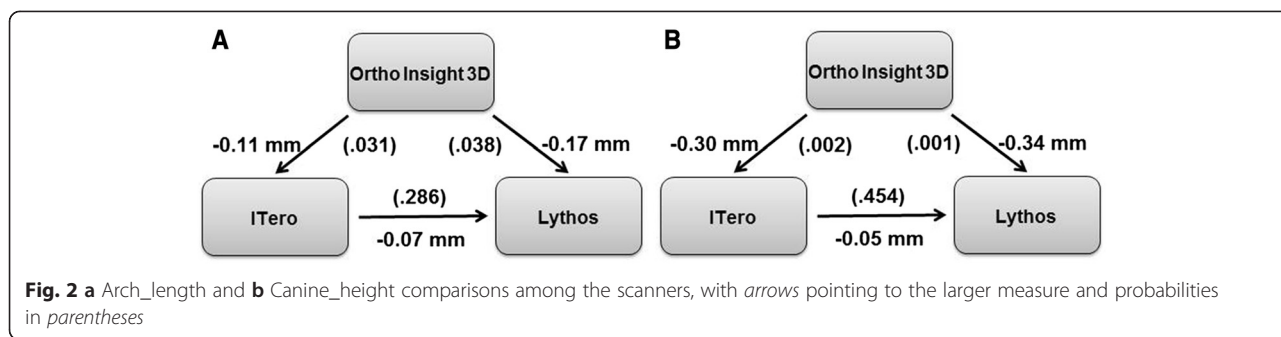 A
Ortho Insight 3D
-0.11 mm
(.031)
(.038)
-0.17 mm
ITero
(.286)
-0.07 mm
Lythos
B
Ortho Insight 3D
-0.30 mm
(.002)
(.001)
-0.34 mm
ITero
(.454)
-0.05 mm
Lythos
Fig. 2 a Arch_length and b Canine_height comparisons among the scanners, with arrows pointing to the larger measure and probabilities
in parentheses